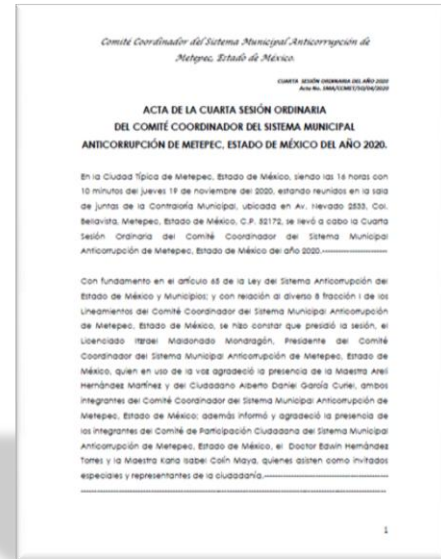 Comité Coordinador del Sistema Municipal Anticorrupción de
Metepec, Estado de México.
CUARTA SESIÓN ORDINARIA DEL AÑO 2020
Acta No. SMA/CCMET/SO/04/2020
ACTA DE LA CUARTA SESIÓN ORDINARIA
DEL COMITÉ COORDINADOR DEL SISTEMA MUNICIPAL
ANTICORRUPCIÓN DE METEPEC, ESTADO DE MÉXICO DEL AÑO 2020.
En la Ciudad Típica de Metepec, Estado de México, siendo las 16 horas con
10 minutos del jueves 19 de noviembre del 2020, estando reunidos en la sala
de juntas de la Contraloría Municipal, ubicada en Av. Nevado 2533, Col.
Bellavista, Metepec, Estado de México, C.P. 52172, se llevó a cabo la Cuarta
Sesión Ordinaria del Comité Coordinador del Sistema Municipal
Anticorrupción de Metepec, Estado de México del año 2020.
Con fundamento en el artículo 65 de la Ley del Sistema Anticorrupción del
Estado de México y Municipios; y con relación al diverso 8 fracción I de los
Lineamientos del Comité Coordinador del Sistema Municipal Anticorrupción
de Metepec, Estado de México, se hizo constar que presidió la sesión, el
Licenciado Maldonado Mondragón, Presidente del Comité
Coordinador del Sistema Municipal Anticorrupción de Metepec, Estado de
México, quien en uso de la voz agradeció la presencia de la Maestra Areli
Hernández Martínez y del Ciudadano Alberto Daniel García Curiel, ambos
integrantes del Comité Coordinador del Sistema Municipal Anticorrupción de
Metepec, Estado de México; además informó y agradeció la presencia de
los integrantes del Comité de Participación Ciudadana del Sistema Municipal
Anticorrupción de Metepec, Estado de México, el Doctor Edwin Hernández
Torres y la Maestra Isabel Colín Maya, quienes asisten como invitados
especiales y representantes de la ciudadanía.
1